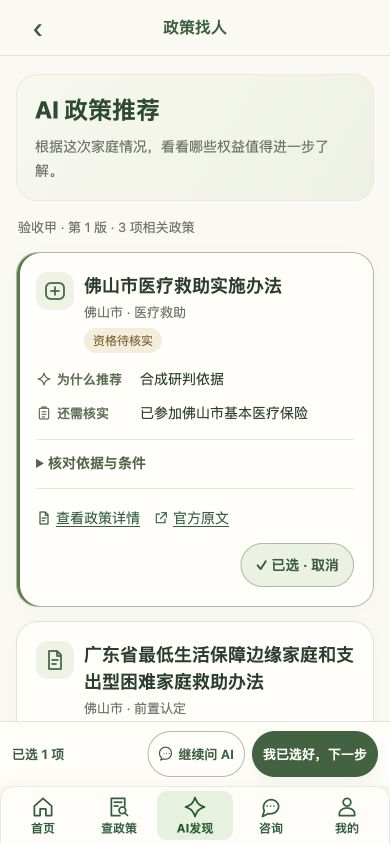 政策找人
AI 政策推荐
根据这次家庭情况，看看哪些权益值得进一步了
解。
验收甲 · 第 1 版 · 3 项相关政策
佛山市医疗救助实施办法
佛山市 · 医疗救助
资格待核实
为什么推荐 合成研判依据
还需核实 已参加佛山市基本医疗保险
核对依据与条件
查看政策详情 官方原文
已选 · 取消
广东省最低生活保障边缘家庭和支
出型困难家庭救助办法
佛山市 · 前置认定
已选 1 项 继续问 AI 我已选好，下一步
首页 查政策 AI发现 咨询 我的